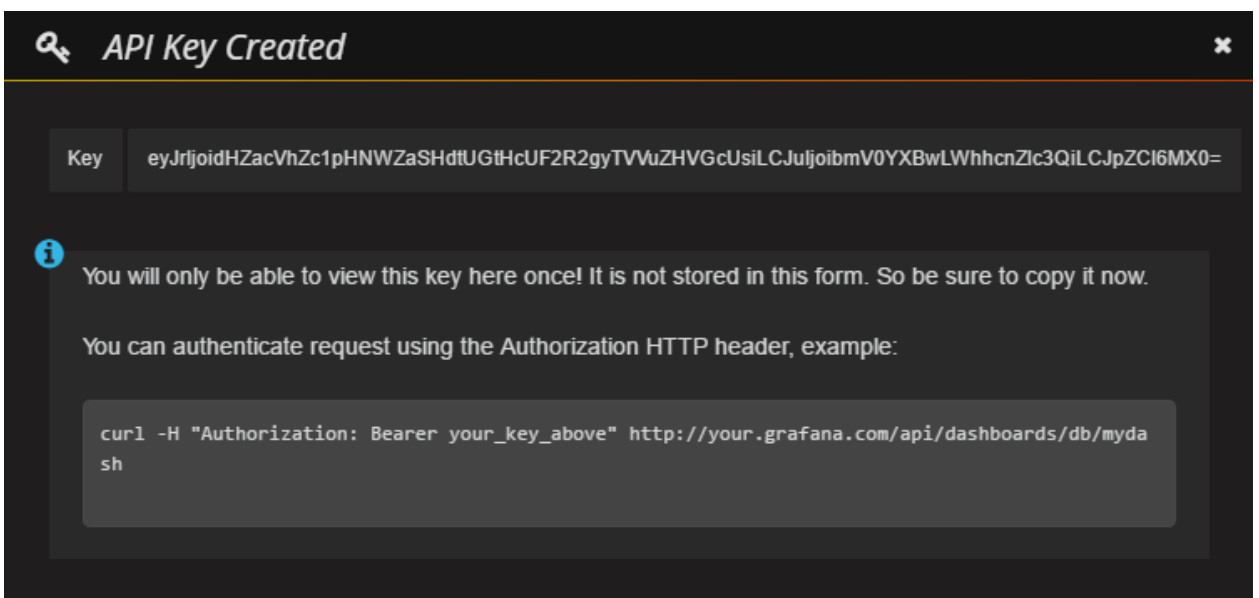 API Key Created
Key eyJrIjoidHZacVhZc1pHNWZaSHdtUGtHcUF2R2gyTVVuZHVGcUsiLCJuIjoibmV0YXBwLWhhcnZlc3QiLCJpZCI6MX0=
You will only be able to view this key here once! It is not stored in this form. So be sure to copy it now.
You can authenticate request using the Authorization HTTP header, example:
curl -H "Authorization: Bearer your_key_above" http://your.grafana.com/api/dashboards/db/myda
sh